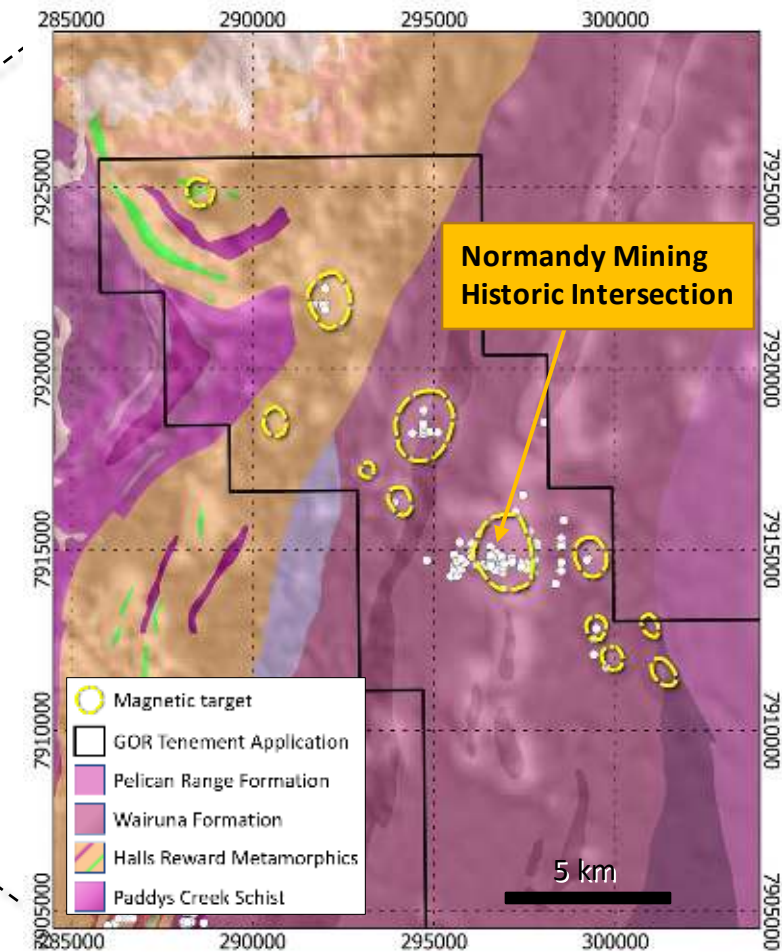 285000 290000 295000 300000
7925000
7925000
Normandy Mining
Historic Intersection
7920000
7920000
7915000
7915000
Magnetic target
GOR Tenement Application
Pelican Range Formation
Wairuna Formation
Halls Reward Metamorphics
Paddys Creek Schist
7910000
7910000
5 km
7905000
285000 290000 295000 300000